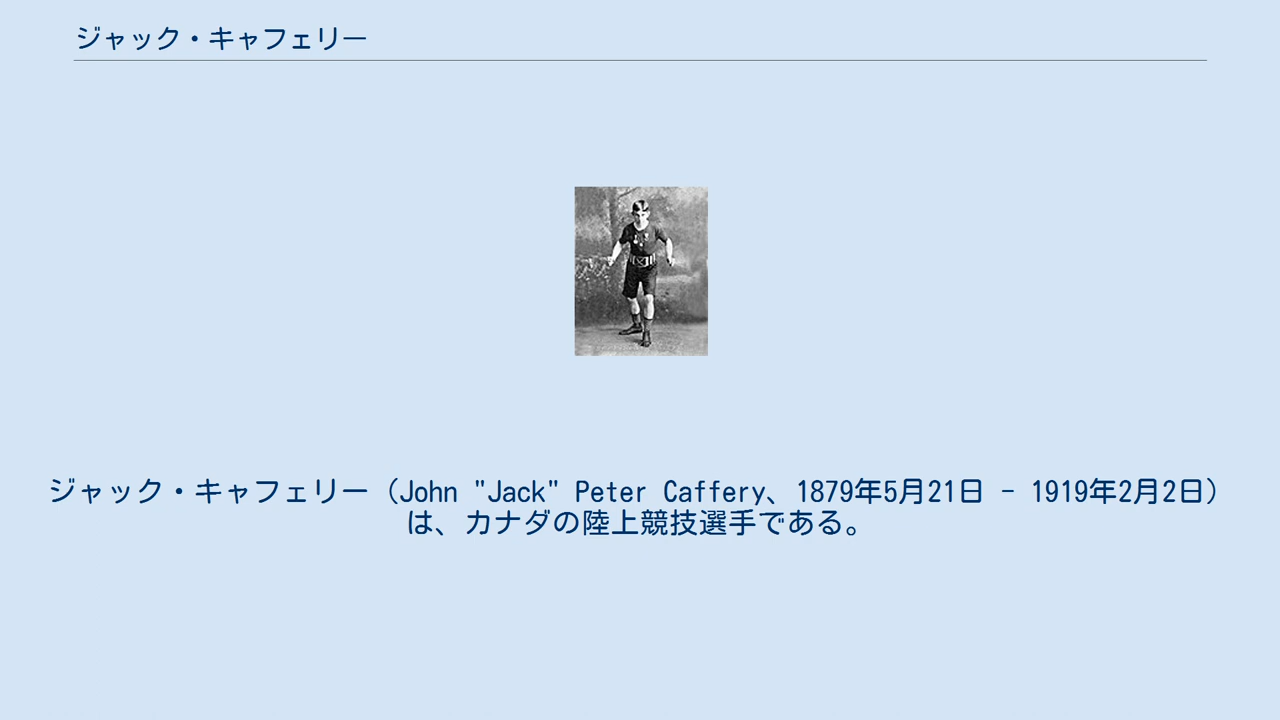 ジャック・キャフェリー
ジャック・キャフェリー（John "Jack" Peter Caffery、1879年5月21日 - 1919年2月2日）
は、カナダの陸上競技選手である。